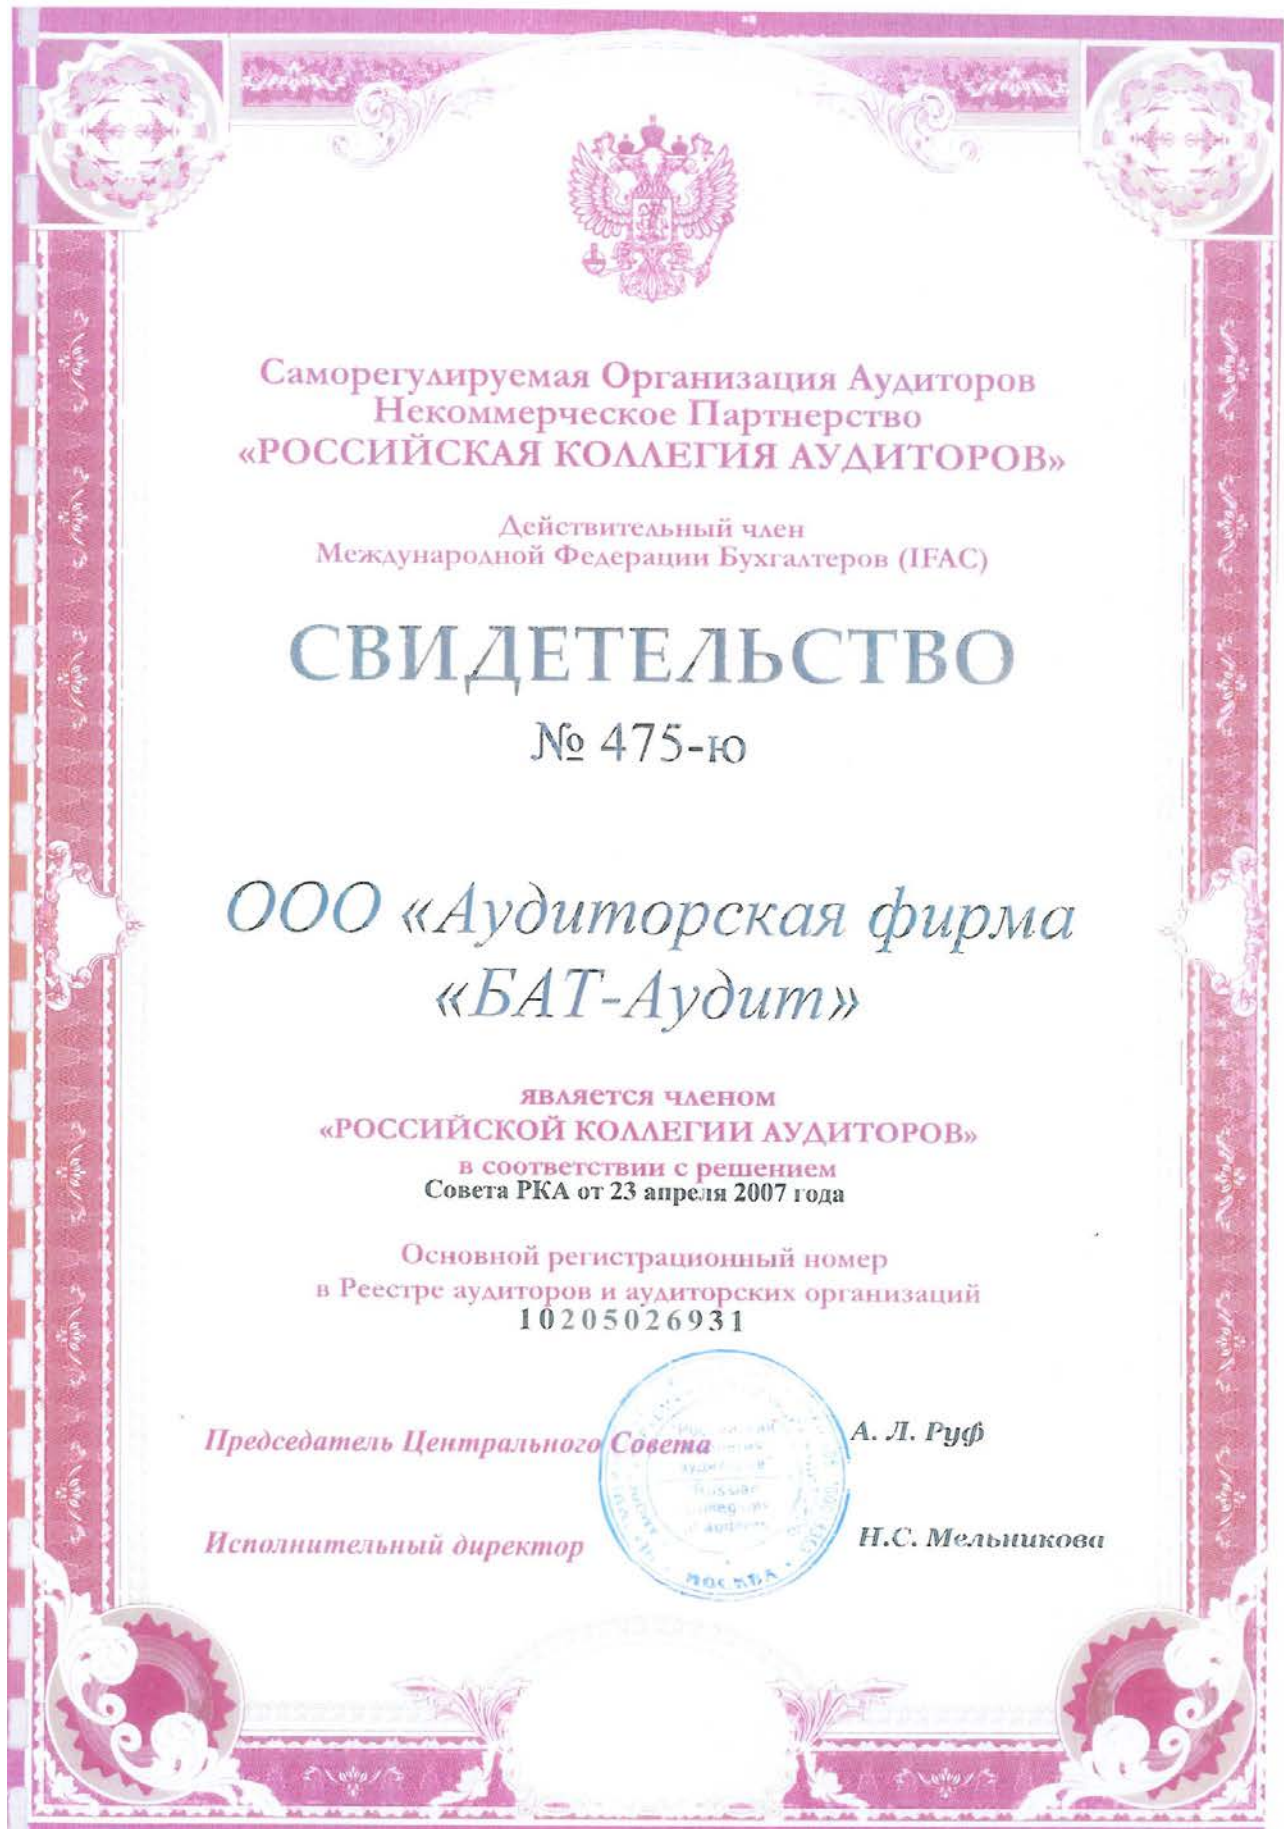 Саморегулируемая Организация Аудиторов
Некоммерческое Партнерство
«РОССИЙСКАЯ КОЛЛЕГИЯ АУДИТОРОВ»
Действительный член
Международной Федерации Бухгалтеров (IFAC)
СВИДЕТЕЛЬСТВО
№ 475-ю
ООО «Аудиторская фирма
«БАТ-Аудит»
является членом
«РОССИЙСКОЙ КОЛЛЕГИИ АУДИТОРОВ»
в соответствии с решением
Совета РКА от 23 апреля 2007 года
Основной регистрационный номер
в Реестре аудиторов и аудиторских организаций
10205026931
Председатель Центрального Совета
А. Л. Руф
Исполнительный директор
Н.С. Мельникова
Russian
МОСКВА